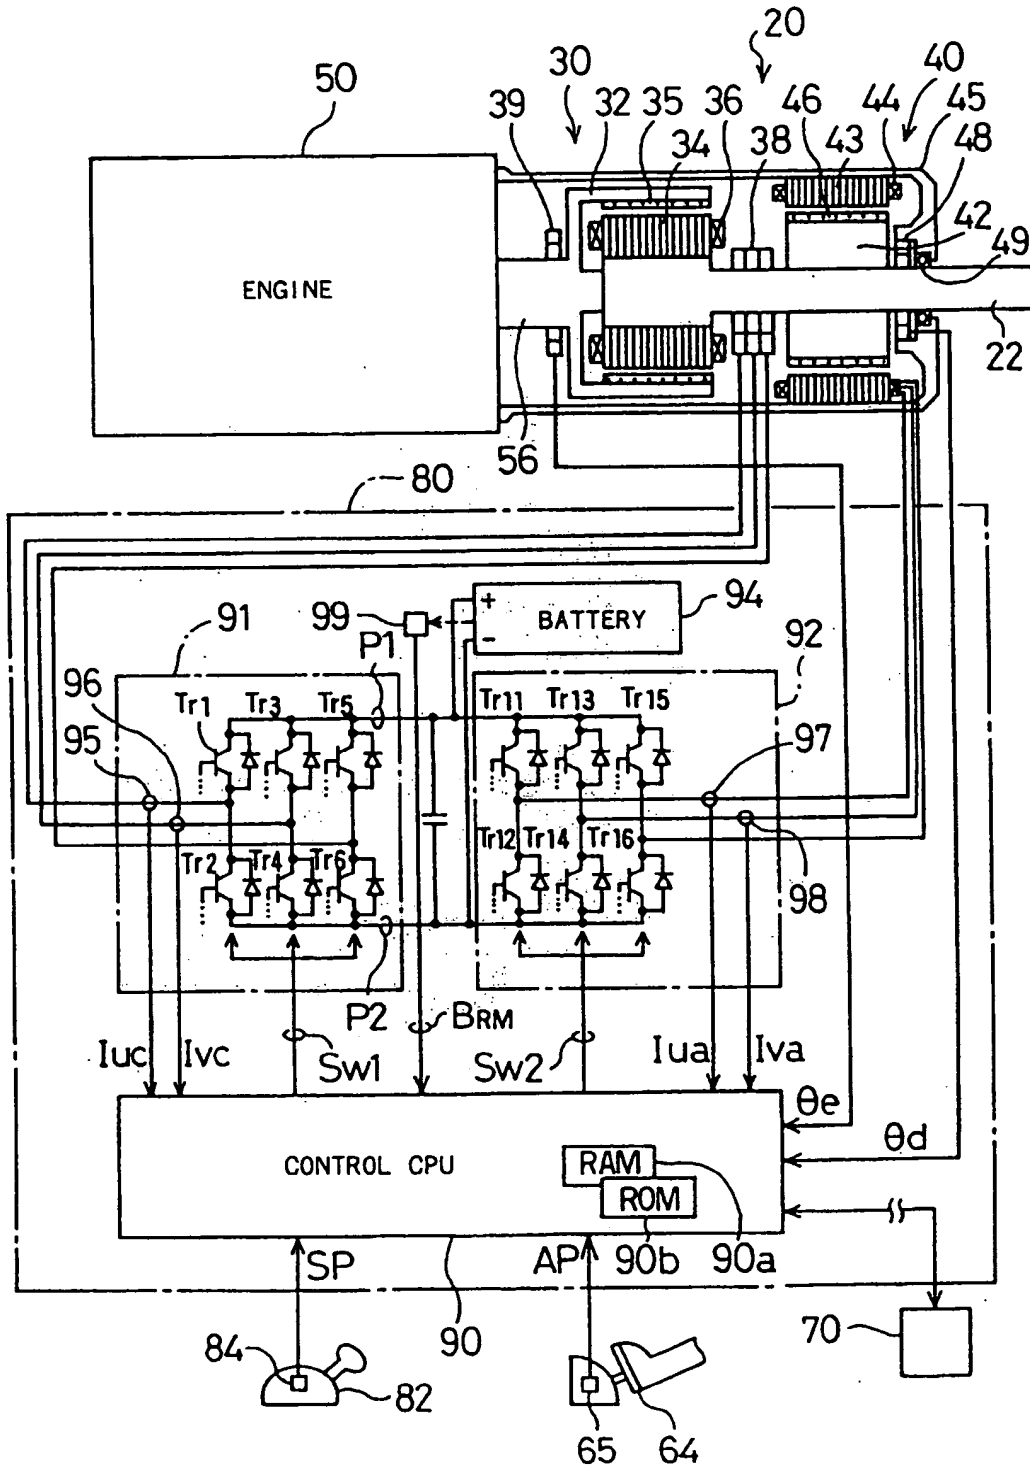 20
50
30
40
39
32
35
36
46
44
45
34
38
43
48
42
49
ENGINE
22
56
80
99
+
BATTERY
94
−
91
P1
92
96
Tr1
Tr3
Tr5
Tr11
Tr13
Tr15
95
97
Tr2
Tr4
Tr6
Tr12
Tr14
Tr16
98
P2
BRM
Iuc
Ivc
SW1
SW2
Iua
Iva
θe
θd
CONTROL CPU
RAM
ROM
SP
AP
90b
90a
90
70
84
82
65
64